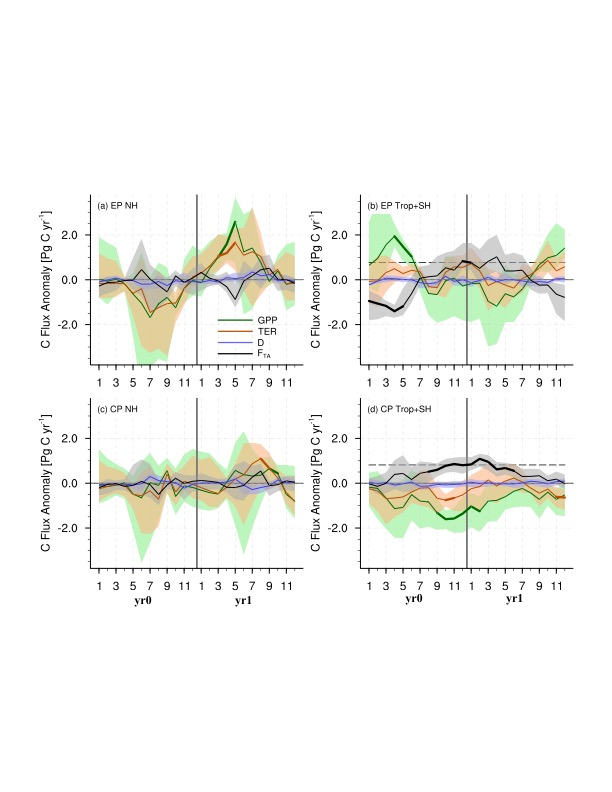 (a) EP NH
(b) EP Trop+SH
C Flux Anomaly [Pg C yr⁻¹]
2.0
0.0
-2.0
GPP
TER
D
F_TA
1 3 5 7 9 11 1 3 5 7 9 11
C Flux Anomaly [Pg C yr⁻¹]
2.0
0.0
-2.0
1 3 5 7 9 11 1 3 5 7 9 11
(c) CP NH
(d) CP Trop+SH
C Flux Anomaly [Pg C yr⁻¹]
2.0
0.0
-2.0
1 3 5 7 9 11 1 3 5 7 9 11
yr0 yr1
C Flux Anomaly [Pg C yr⁻¹]
2.0
0.0
-2.0
1 3 5 7 9 11 1 3 5 7 9 11
yr0 yr1